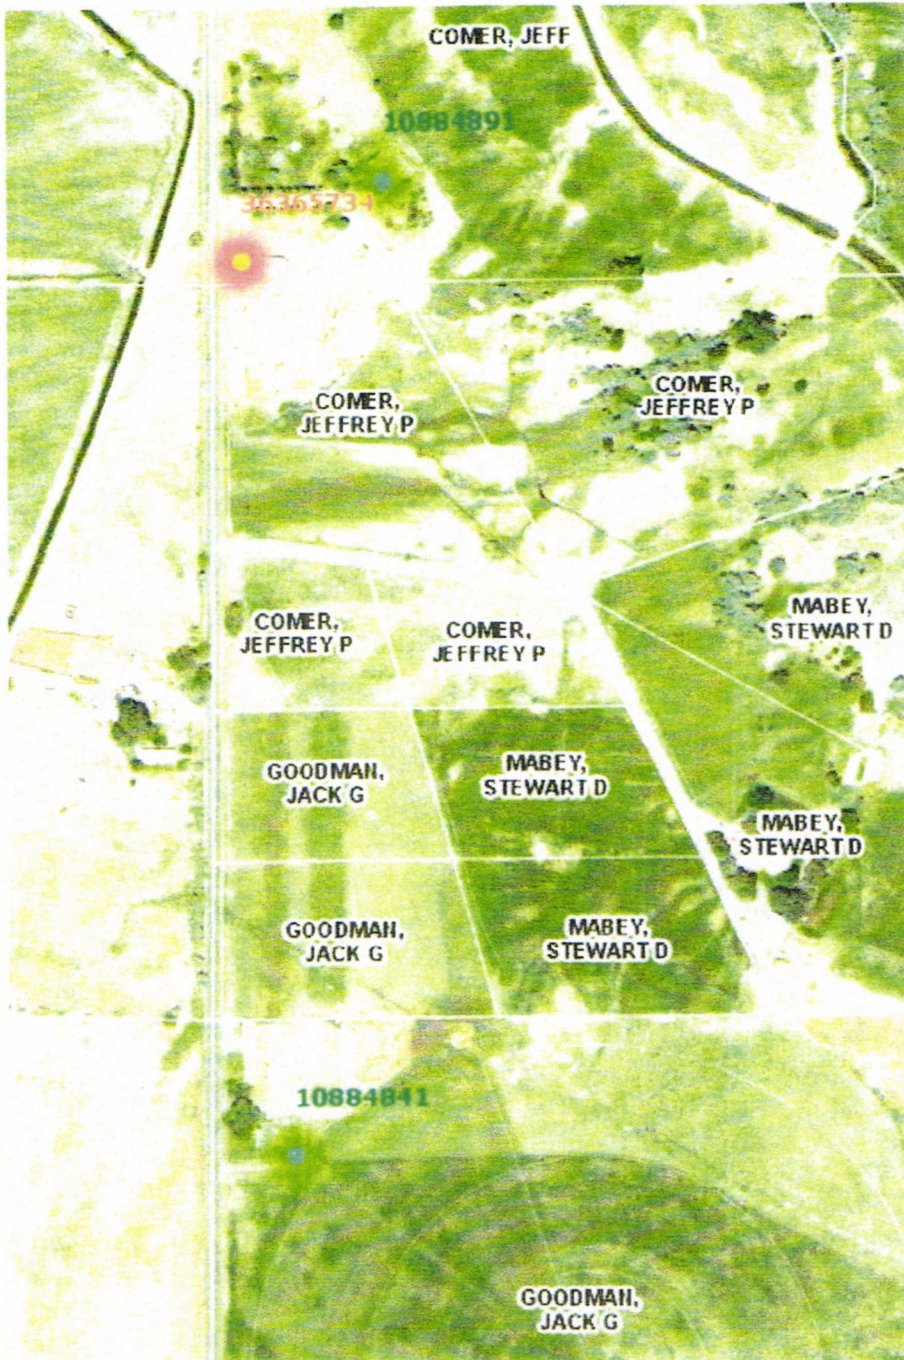 COMER, JEFF
10884891
36365734
COMER,
JEFFREY P
COMER,
JEFFREY P
COMER,
JEFFREY P
COMER,
JEFFREY P
MABEY,
STEWART D
GOODMAN,
JACK G
MABEY,
STEWART D
MABEY,
STEWART D
GOODMAN,
JACK G
MABEY,
STEWART D
10884841
GOODMAN,
JACK G